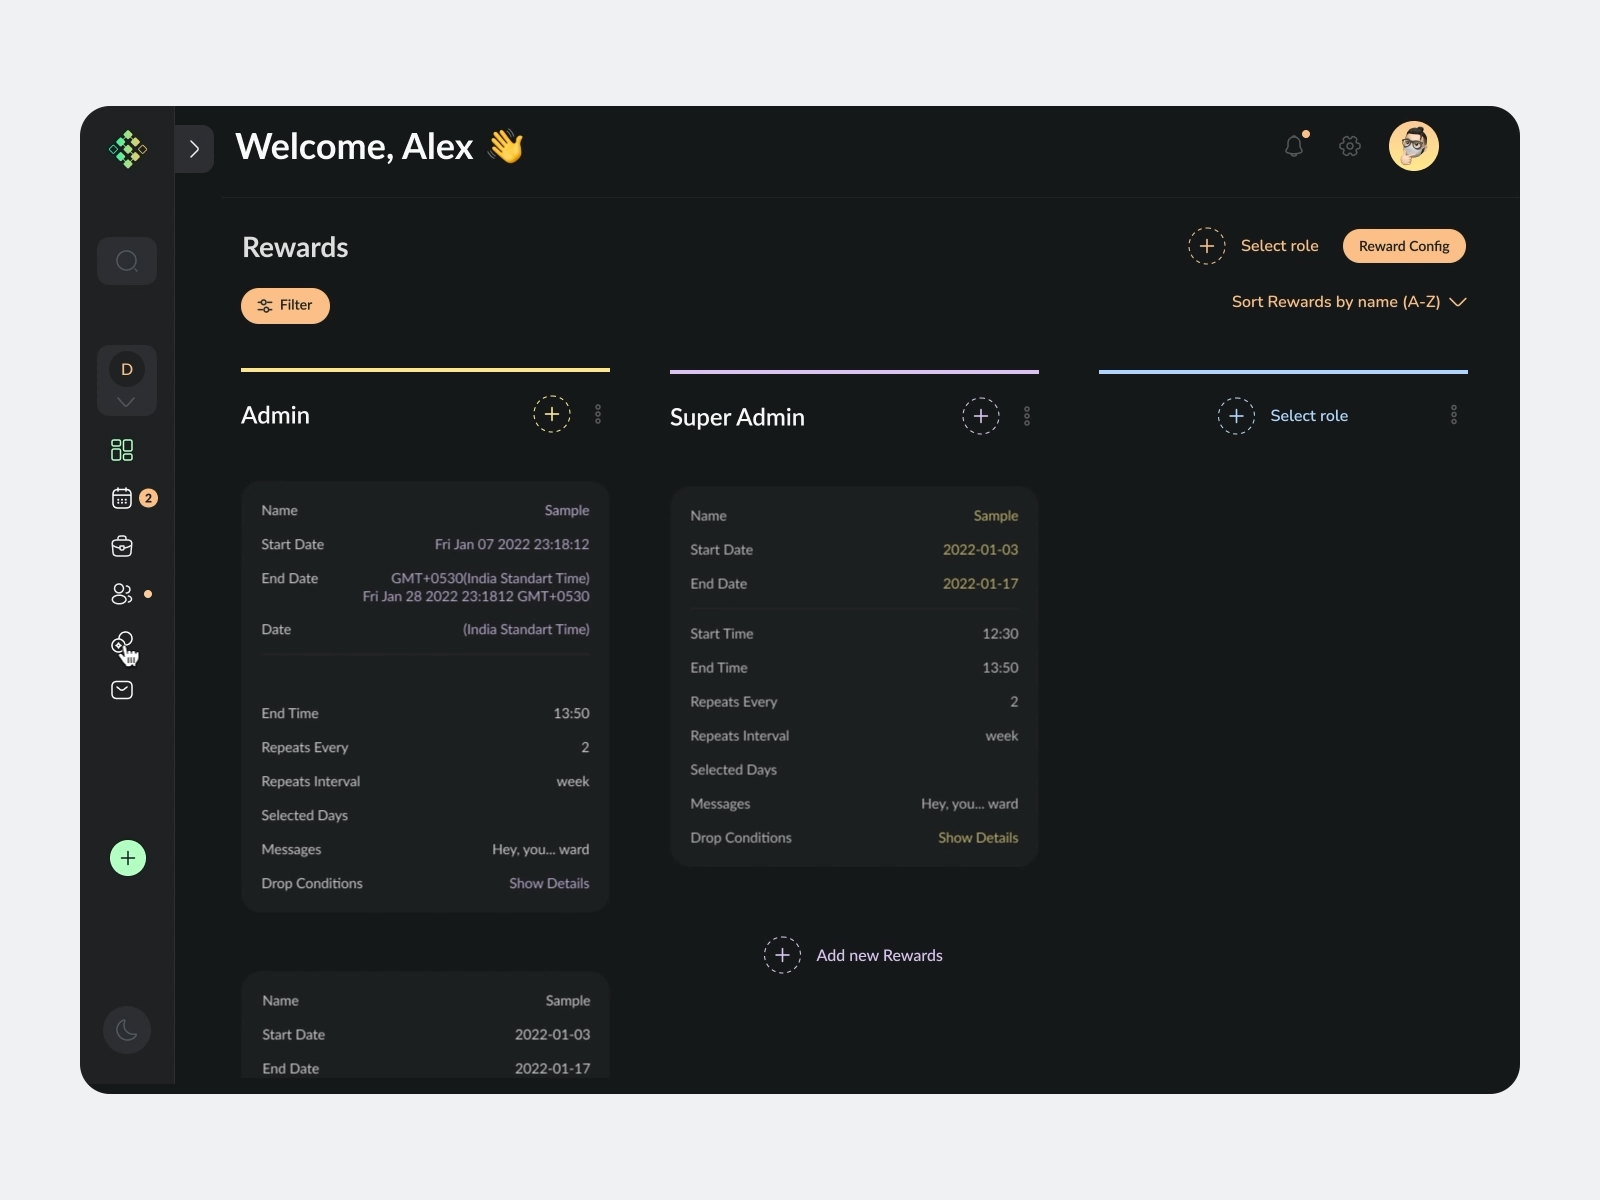 Welcome, Alex 👋
Rewards
Select role
Reward Config
Filter
Sort Rewards by name (A-Z)
D
2
Admin
Name Sample
Start Date Fri Jan 07 2022 23:18:12
End Date GMT+0530(India Standart Time)
Fri Jan 28 2022 23:1812 GMT+0530
Date (India Standart Time)
End Time 13:50
Repeats Every 2
Repeats Interval week
Selected Days
Messages Hey, you... ward
Drop Conditions Show Details
Name Sample
Start Date 2022-01-03
End Date 2022-01-17
Super Admin
Name Sample
Start Date 2022-01-03
End Date 2022-01-17
Start Time 12:30
End Time 13:50
Repeats Every 2
Repeats Interval week
Selected Days
Messages Hey, you... ward
Drop Conditions Show Details
Add new Rewards
Select role